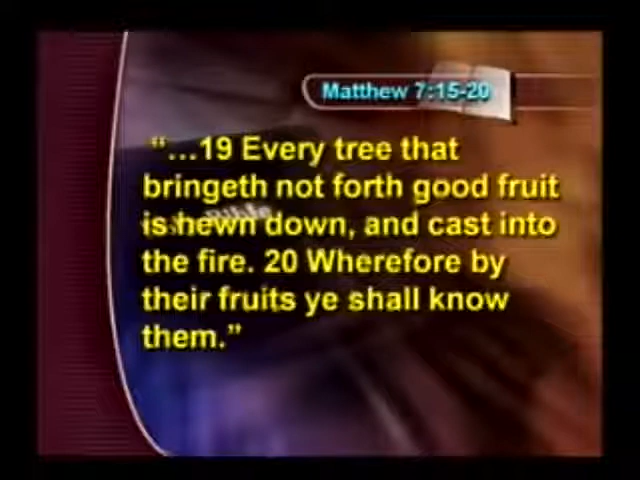 Matthew 7:15-20
“...19 Every tree that
bringeth not forth good fruit
is hewn down, and cast into
the fire. 20 Wherefore by
their fruits ye shall know
them.”